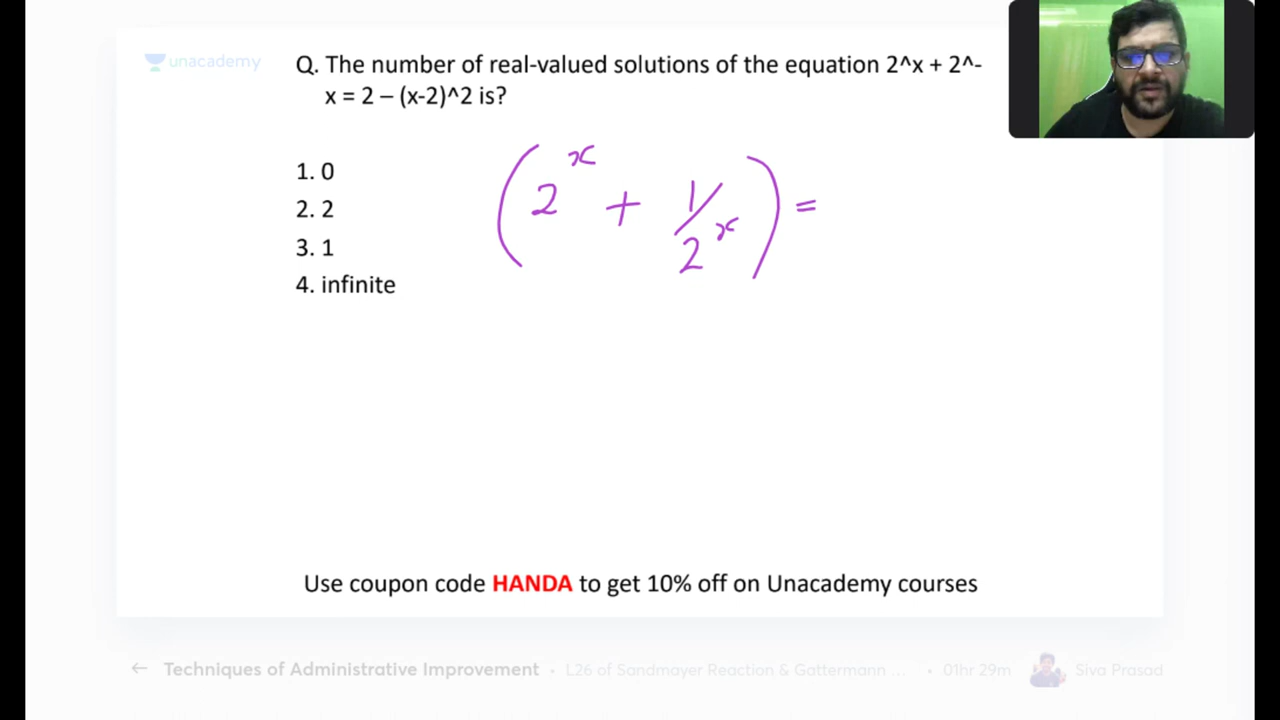 unacademy
Q. The number of real-valued solutions of the equation 2^x + 2^-
x = 2 – (x-2)^2 is?
1. 0
2. 2
3. 1
4. infinite
(2^x + 1/2^x) =
Use coupon code HANDA to get 10% off on Unacademy courses
← Techniques of Administrative Improvement • L26 of Sandmayer Reaction & Gattermann ... • 01hr 29m Siva Prasad